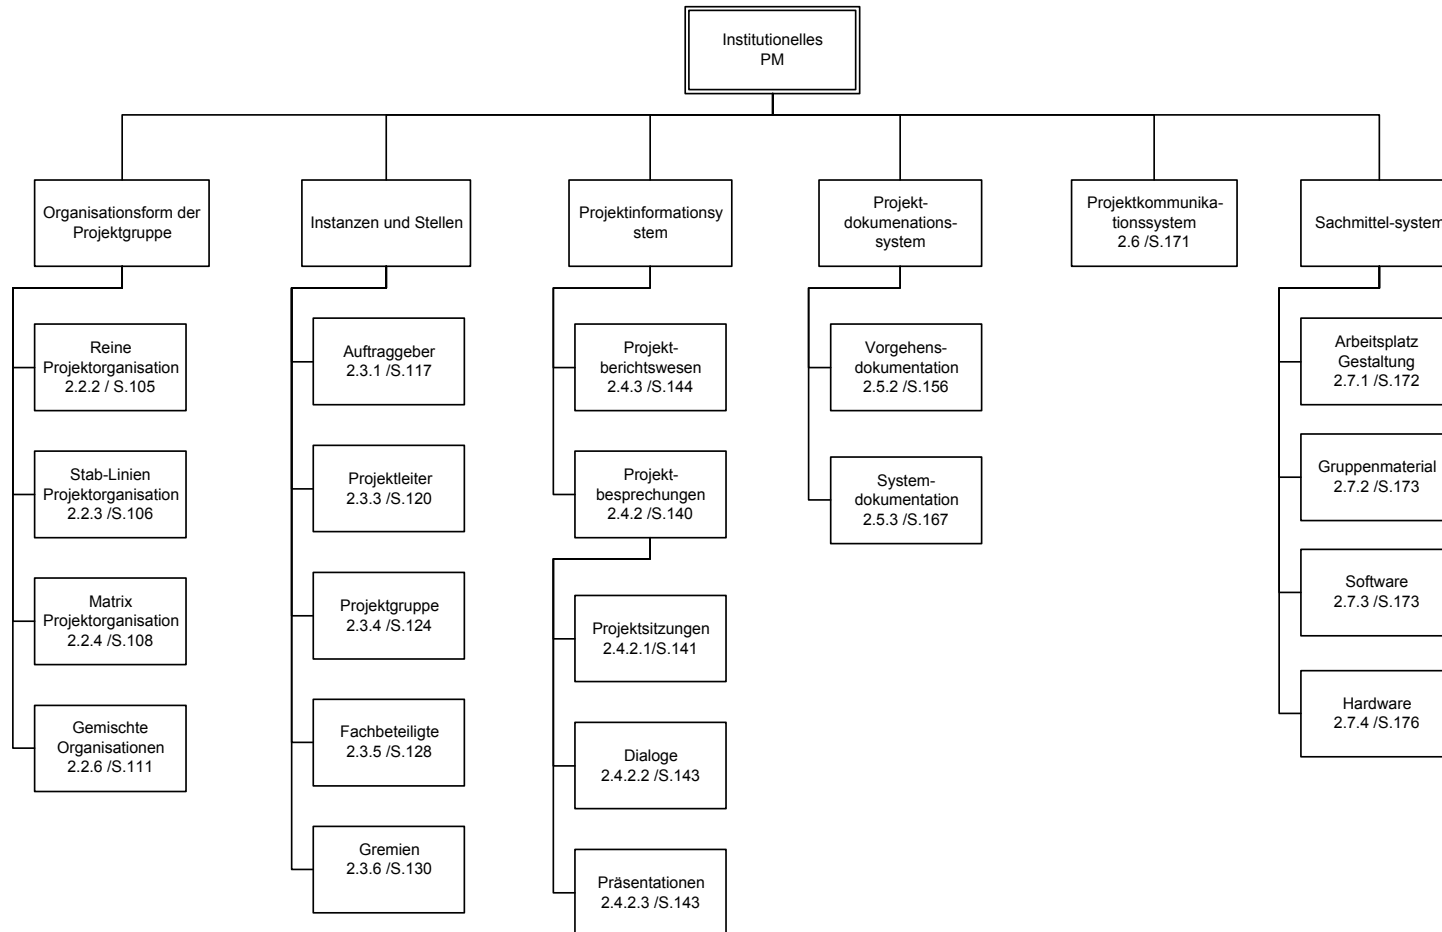 Institutionelles
PM
Organisationsform der
Projektgruppe
Instanzen und Stellen
Projektinformationsy
stem
Projekt-
dokumenations-
system
Projektkommunika-
tionssystem
2.6 /S.171
Sachmittel-system
Reine
Projektorganisation
2.2.2 / S.105
Stab-Linien
Projektorganisation
2.2.3 /S.106
Matrix
Projektorganisation
2.2.4 /S.108
Gemischte
Organisationen
2.2.6 /S.111
Auftraggeber
2.3.1 /S.117
Projektleiter
2.3.3 /S.120
Projektgruppe
2.3.4 /S.124
Fachbeteiligte
2.3.5 /S.128
Gremien
2.3.6 /S.130
Projekt-
berichtswesen
2.4.3 /S.144
Projekt-
besprechungen
2.4.2 /S.140
Projektsitzungen
2.4.2.1/S.141
Dialoge
2.4.2.2 /S.143
Präsentationen
2.4.2.3 /S.143
Vorgehens-
dokumentation
2.5.2 /S.156
System-
dokumentation
2.5.3 /S.167
Arbeitsplatz
Gestaltung
2.7.1 /S.172
Gruppenmaterial
2.7.2 /S.173
Software
2.7.3 /S.173
Hardware
2.7.4 /S.176